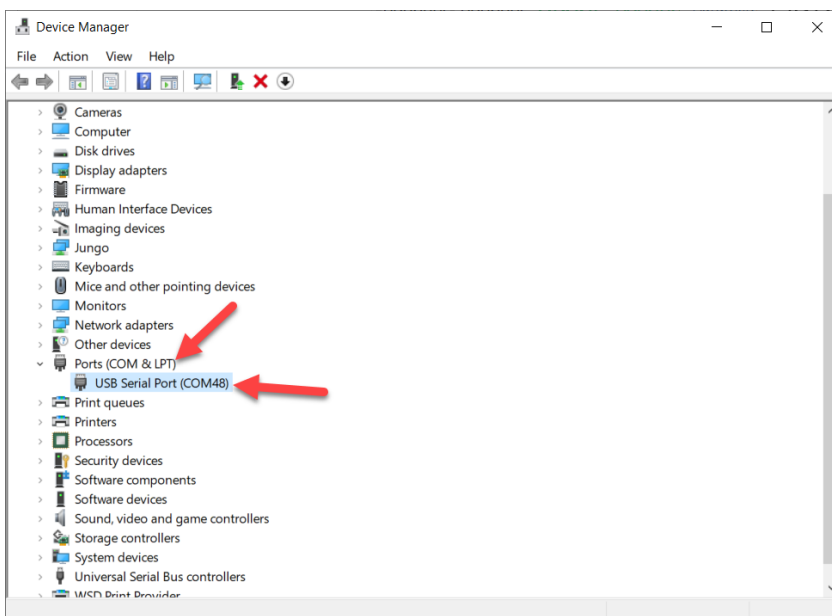 Device Manager
File Action View Help
Cameras
Computer
Disk drives
Display adapters
Firmware
Human Interface Devices
Imaging devices
Jungo
Keyboards
Mice and other pointing devices
Monitors
Network adapters
Other devices
Ports (COM & LPT)
USB Serial Port (COM48)
Print queues
Printers
Processors
Security devices
Software components
Software devices
Sound, video and game controllers
Storage controllers
System devices
Universal Serial Bus controllers
WSD Print Provider